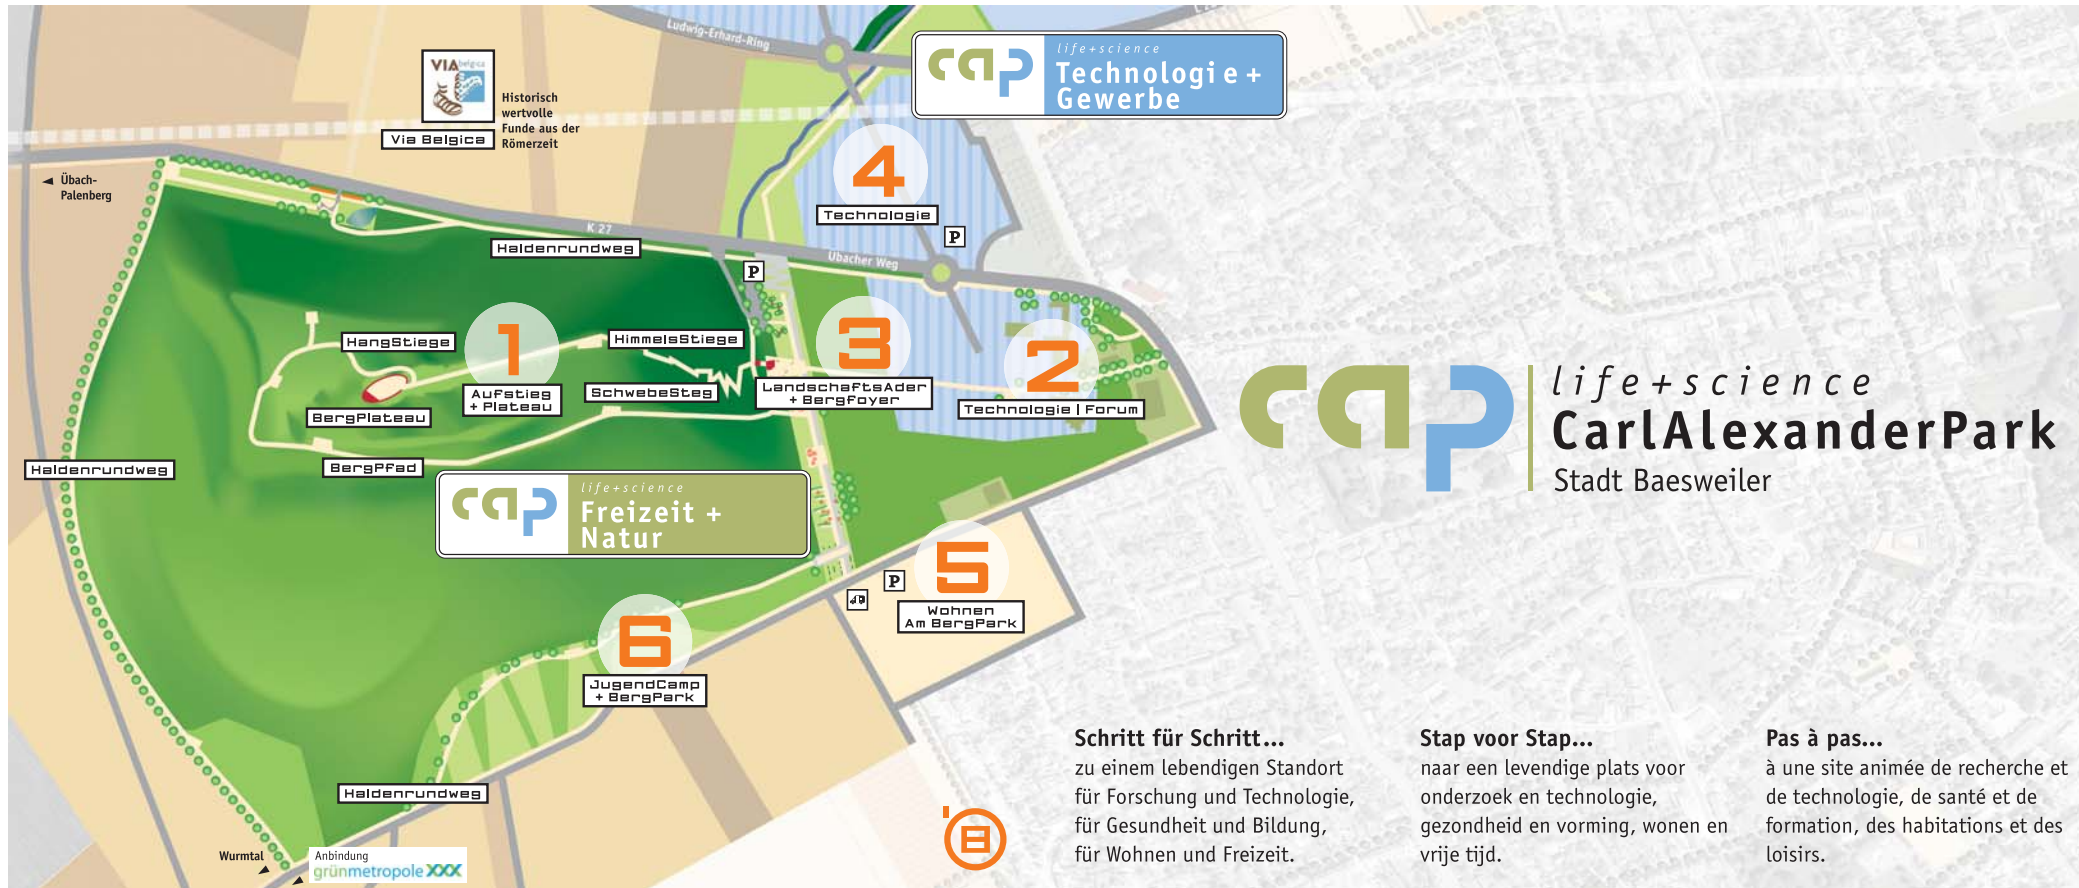 Ludwig-Erhard-Ring
cap
life+science
Technologi e +
Gewerbe
VIA belgica
Via Belgica
Historisch
wertvolle
Funde aus der
Römerzeit
Übach-
Palenberg
4
Technologie
P
K 27
Haldenrundweg
Übacher Weg
P
HangStiege
1
Aufstieg
+ Plateau
HimmelsStiege
SchwebeSteg
3
LandschaftsAder
+ Bergfoyer
2
Technologie | Forum
BergPlateau
BergPfad
Haldenrundweg
cap
life+science
Freizeit +
Natur
cap
life+science
CarlAlexanderPark
Stadt Baesweiler
P
5
Wohnen
Am BergPark
6
JugendCamp
+ BergPark
Haldenrundweg
Wurmtal
Anbindung
grünmetropole XXX
'8
Schritt für Schritt...
zu einem lebendigen Standort
für Forschung und Technologie,
für Gesundheit und Bildung,
für Wohnen und Freizeit.
Stap voor Stap...
naar een levendige plats voor
onderzoek en technologie,
gezondheid en vorming, wonen en
vrije tijd.
Pas à pas...
à une site animée de recherche et
de technologie, de santé et de
formation, des habitations et des
loisirs.